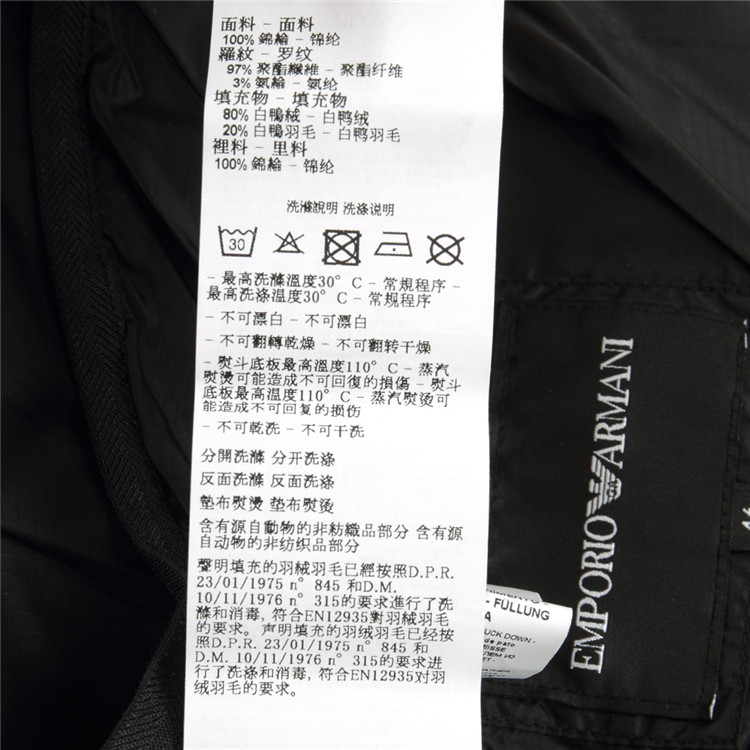 面料 - 面料
100% 錦綸 - 锦纶
羅紋 - 罗纹
97% 聚酯纖維 - 聚酯纤维
3% 氨綸 - 氨纶
填充物 - 填充物
80% 白鴨絨 - 白鸭绒
20% 白鴨羽毛 - 白鸭羽毛
裡料 - 里料
100% 錦綸 - 锦纶
洗滌說明 洗涤说明
30
- 最高洗滌溫度30° C - 常規程序 -
最高洗涤温度30° C - 常规程序
- 不可漂白 - 不可漂白
- 不可翻轉乾燥 - 不可翻转干燥
- 熨斗底板最高溫度110° C - 蒸汽
熨燙可能造成不可回復的損傷 - 熨斗
底板最高温度110° C - 蒸汽熨烫可
能造成不可回复的损伤
- 不可乾洗 - 不可干洗
分開洗滌 分开洗涤
反面洗滌 反面洗涤
墊布熨燙 垫布熨烫
含有源自動物的非紡織品部分 含有源
自动物的非纺织品部分
聲明填充的羽絨羽毛已經按照D.P.R.
23/01/1975 n° 845 和D.M.
10/11/1976 n° 315的要求進行了洗
滌和消毒, 符合EN12935對羽絨羽毛
的要求。 声明填充的羽绒羽毛已经按
照D.P.R. 23/01/1975 n° 845和
D.M. 10/11/1976 n° 315的要求进
行了洗涤和消毒, 符合EN12935对羽
绒羽毛的要求。
EMPORIO ARMANI
- FÜLLUNG
UCK DOWN -
de pato
EISSE